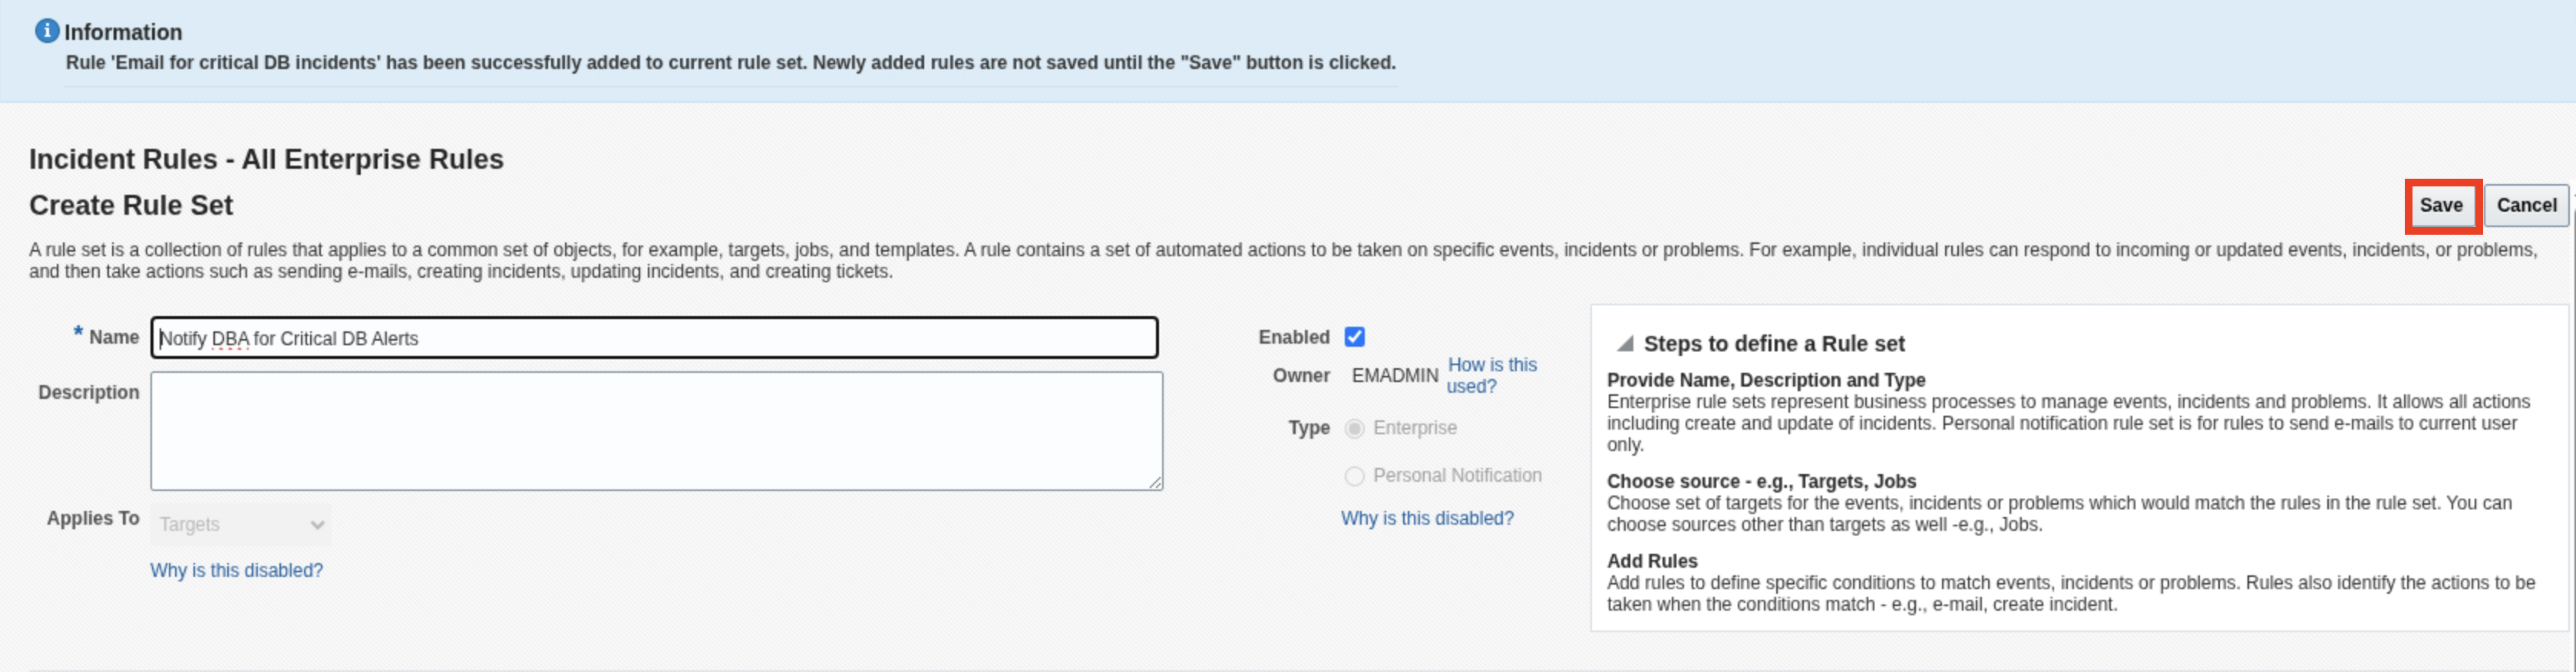 Information
Rule 'Email for critical DB incidents' has been successfully added to current rule set. Newly added rules are not saved until the "Save" button is clicked.
Incident Rules - All Enterprise Rules
Create Rule Set
Save
Cancel
A rule set is a collection of rules that applies to a common set of objects, for example, targets, jobs, and templates. A rule contains a set of automated actions to be taken on specific events, incidents or problems. For example, individual rules can respond to incoming or updated events, incidents, or problems,
and then take actions such as sending e-mails, creating incidents, updating incidents, and creating tickets.
* Name
Notify DBA for Critical DB Alerts
Description
Applies To
Targets
Why is this disabled?
Enabled
Owner
EMADMIN
How is this
used?
Type
Enterprise
Personal Notification
Why is this disabled?
Steps to define a Rule set
Provide Name, Description and Type
Enterprise rule sets represent business processes to manage events, incidents and problems. It allows all actions
including create and update of incidents. Personal notification rule set is for rules to send e-mails to current user
only.
Choose source - e.g., Targets, Jobs
Choose set of targets for the events, incidents or problems which would match the rules in the rule set. You can
choose sources other than targets as well -e.g., Jobs.
Add Rules
Add rules to define specific conditions to match events, incidents or problems. Rules also identify the actions to be
taken when the conditions match - e.g., e-mail, create incident.